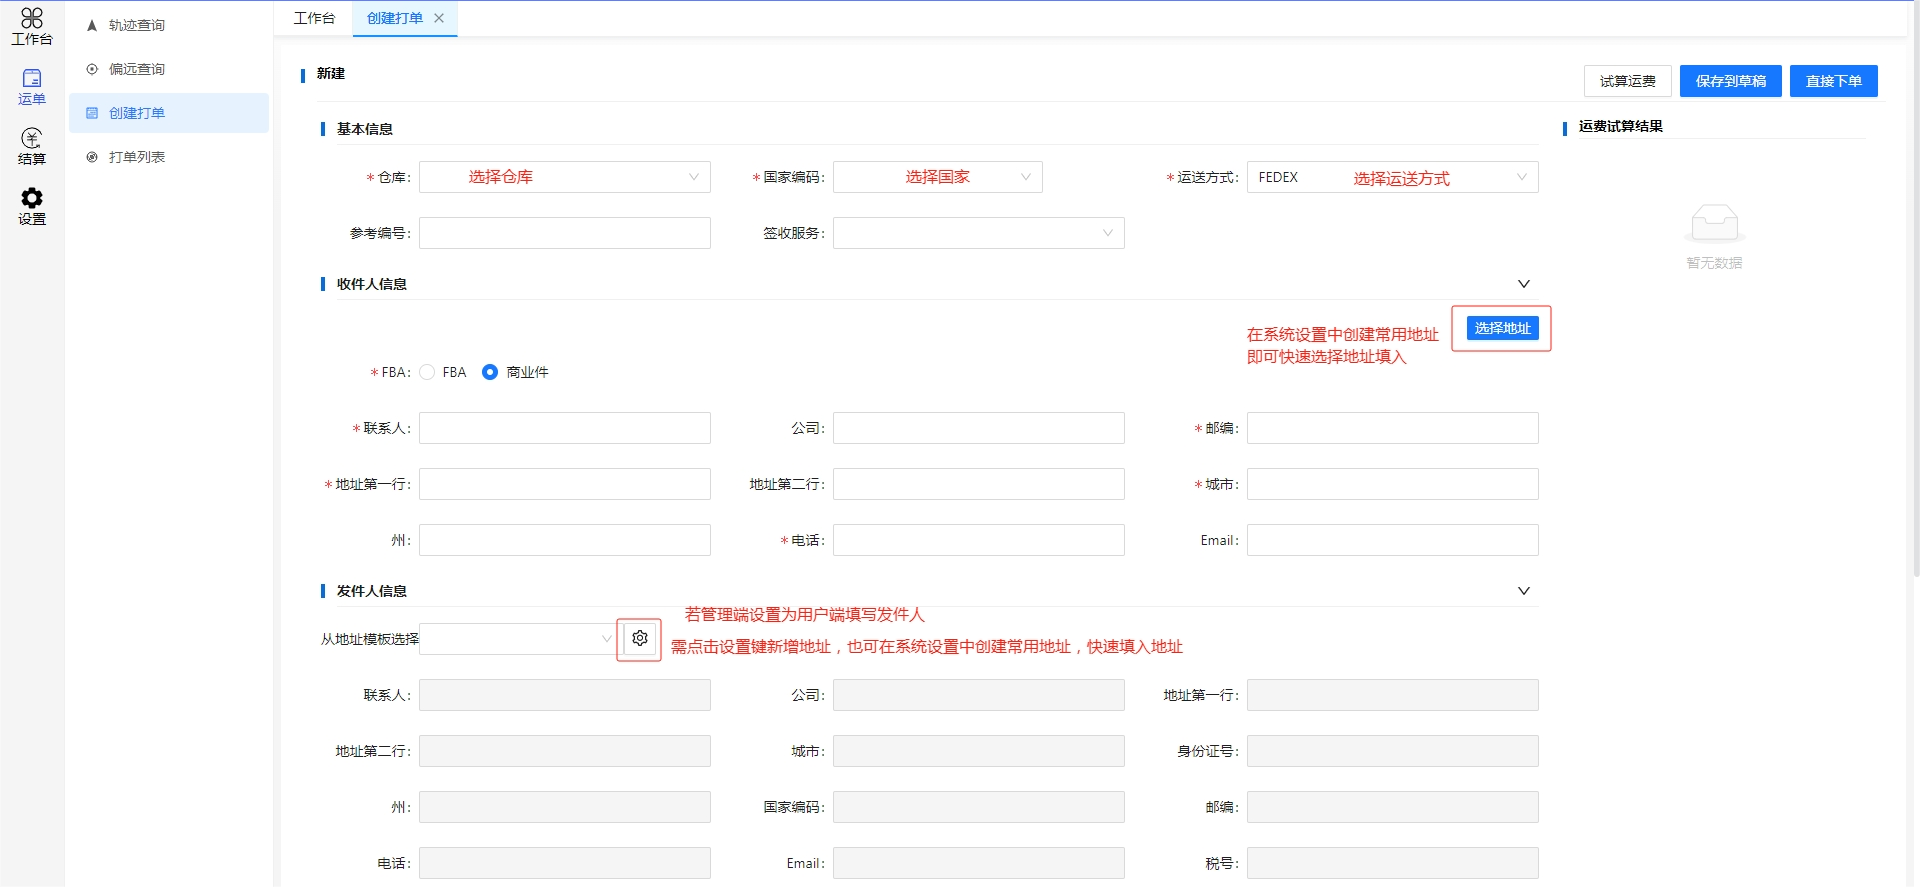 工作台
运单
结算
设置
轨迹查询
偏远查询
创建打单
打单列表
工作台 创建打单
新建
试算运费 保存到草稿 直接下单
基本信息
运费试算结果
* 仓库: 选择仓库 * 国家编码: 选择国家 * 运送方式: FEDEX 选择运送方式
参考编号: 签收服务:
暂无数据
收件人信息
在系统设置中创建常用地址
即可快速选择地址填入
选择地址
* FBA: FBA 商业件
* 联系人: 公司: * 邮编:
* 地址第一行: 地址第二行: * 城市:
州: * 电话: Email:
发件人信息
若管理端设置为用户端填写发件人
从地址模板选择
需点击设置键新增地址，也可在系统设置中创建常用地址，快速填入地址
联系人: 公司: 地址第一行:
地址第二行: 城市: 身份证号:
州: 国家编码: 邮编:
电话: Email: 税号: